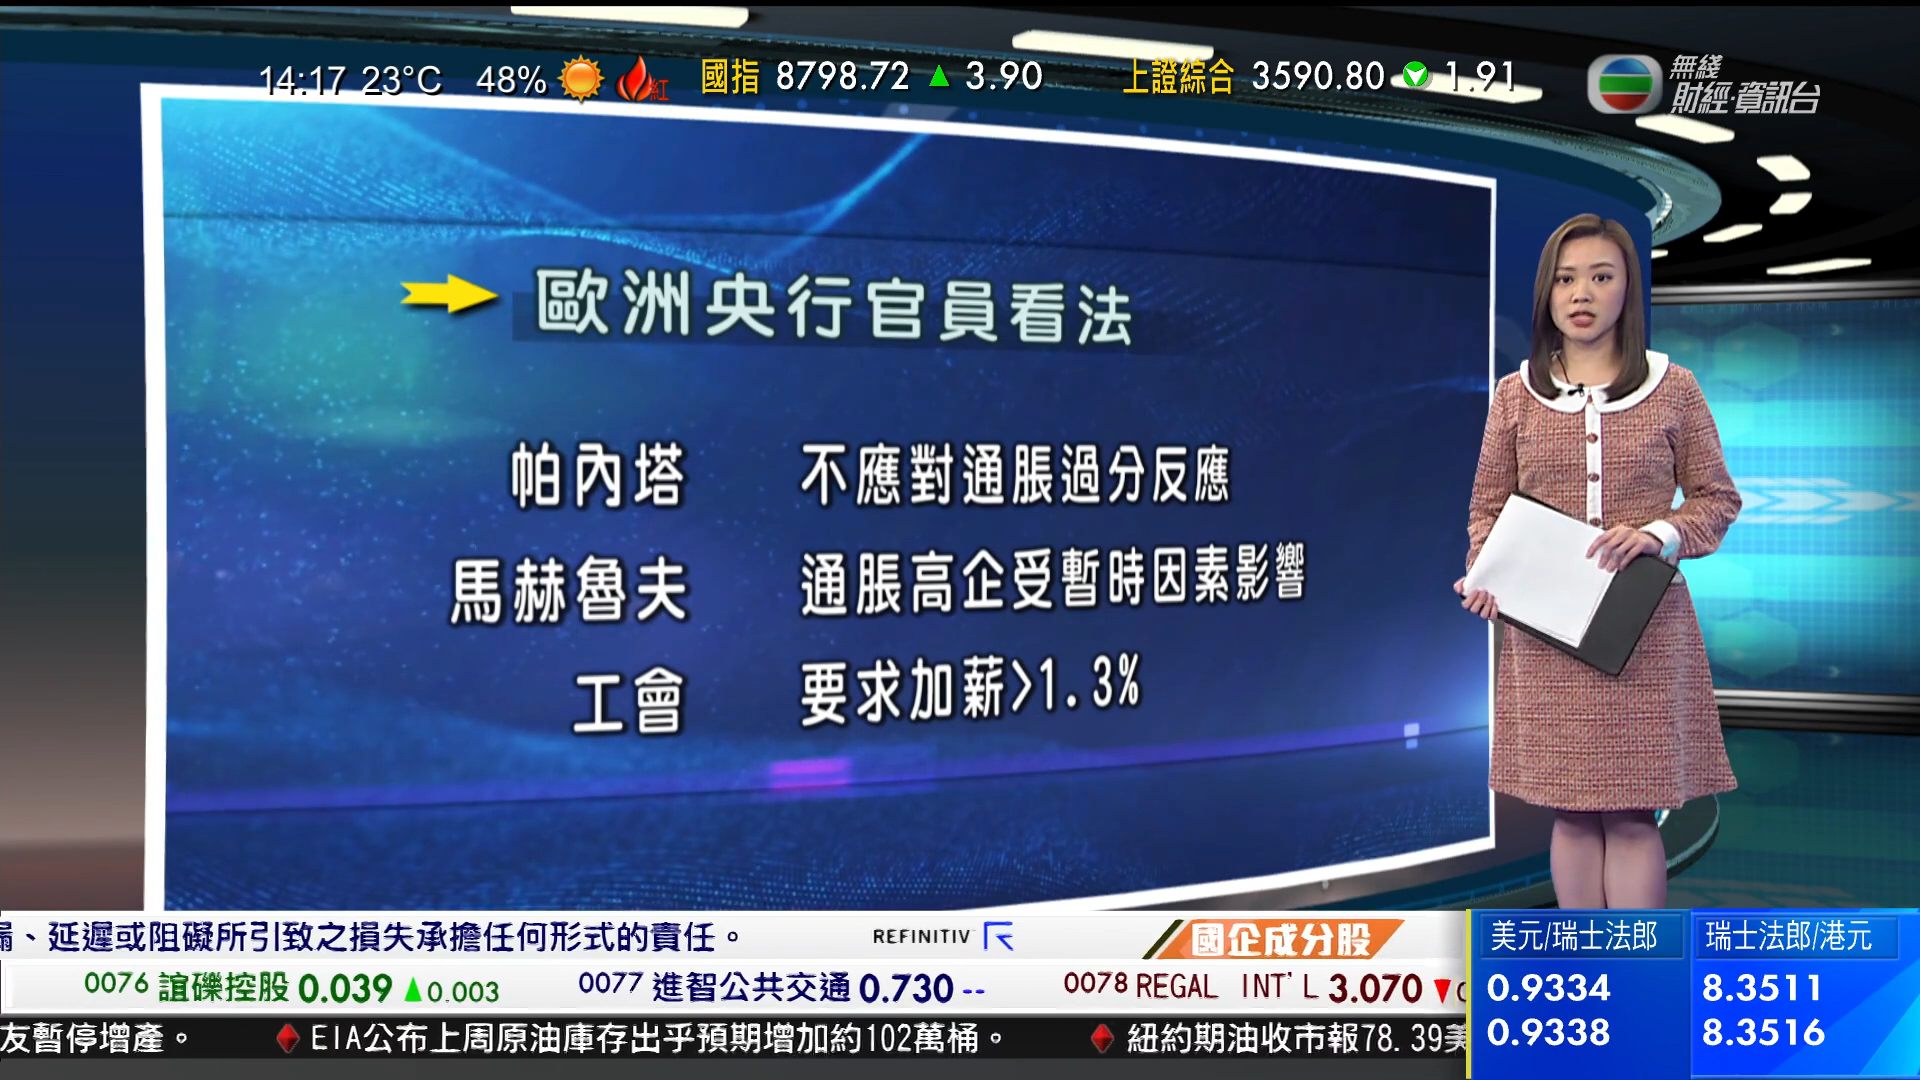 14:17 23°C 48% 紅 國指 8798.72 ▲ 3.90 上證綜合 3590.80 ▼ 1.91
無綫
財經·資訊台
歐洲央行官員看法
帕內塔 不應對通脹過分反應
馬赫魯夫 通脹高企受暫時因素影響
工會 要求加薪>1.3%
、延遲或阻礙所引致之損失承擔任何形式的責任。 REFINITIV 國企成分股
0076 誼礫控股 0.039 ▲0.003 0077 進智公共交通 0.730 -- 0078 REGAL INT'L 3.070 ▼
友暫停增產。 ◆ EIA公布上周原油庫存出乎預期增加約102萬桶。 ◆ 紐約期油收市報78.39美
美元/瑞士法郎 瑞士法郎/港元
0.9334 8.3511
0.9338 8.3516